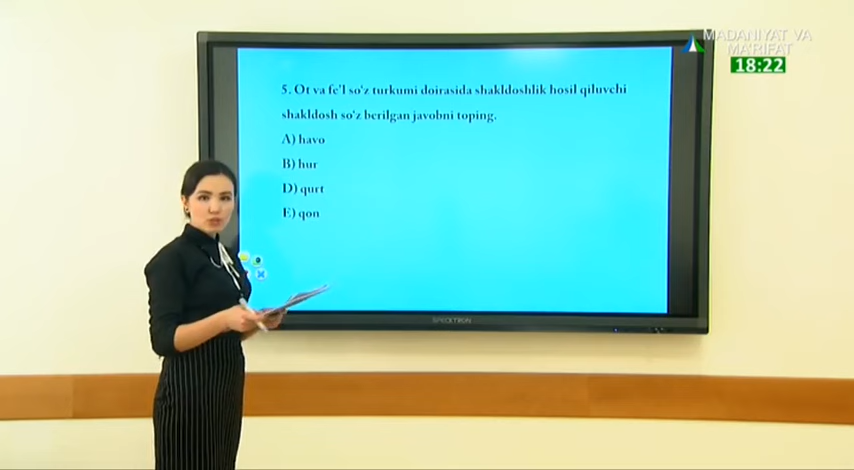 MADANIYAT VA
MA'RIFAT
18:22
5. Ot va fe'l so‘z turkumi doirasida shakldoshlik hosil qiluvchi
shakldosh so‘z berilgan javobni toping.
A) havo
B) hur
D) qurt
E) qon
SPECKTRON